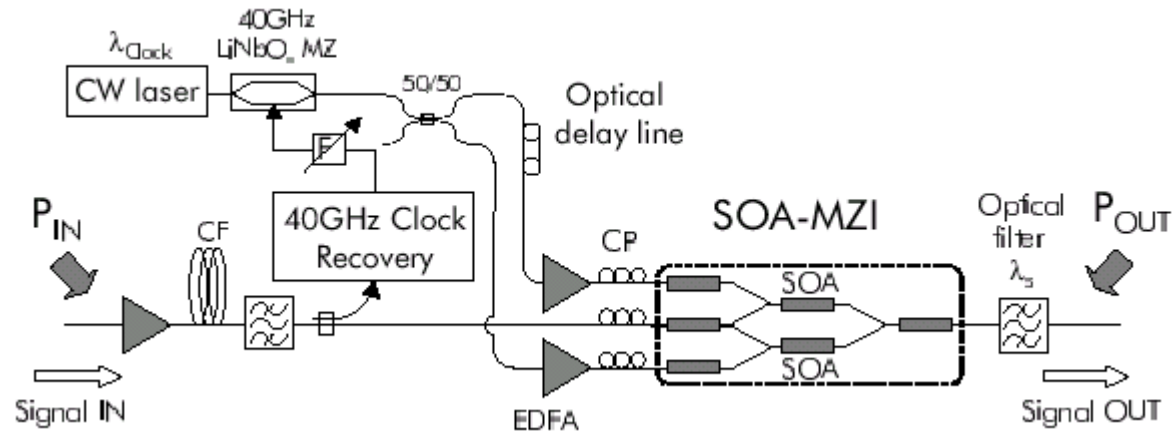 40GHz
LiNbO₃ MZ
λClock
CW laser
50/50
Optical
delay line
F
40GHz Clock
Recovery
PIN
CF
SOA-MZI
Optical
filter
λs
POUT
CP
SOA
SOA
EDFA
Signal IN
Signal OUT